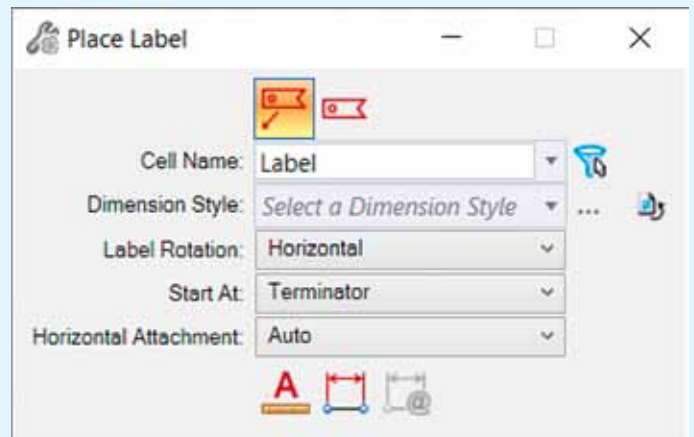 Place Label
Cell Name: Label
Dimension Style: Select a Dimension Style ...
Label Rotation: Horizontal
Start At: Terminator
Horizontal Attachment: Auto
A @